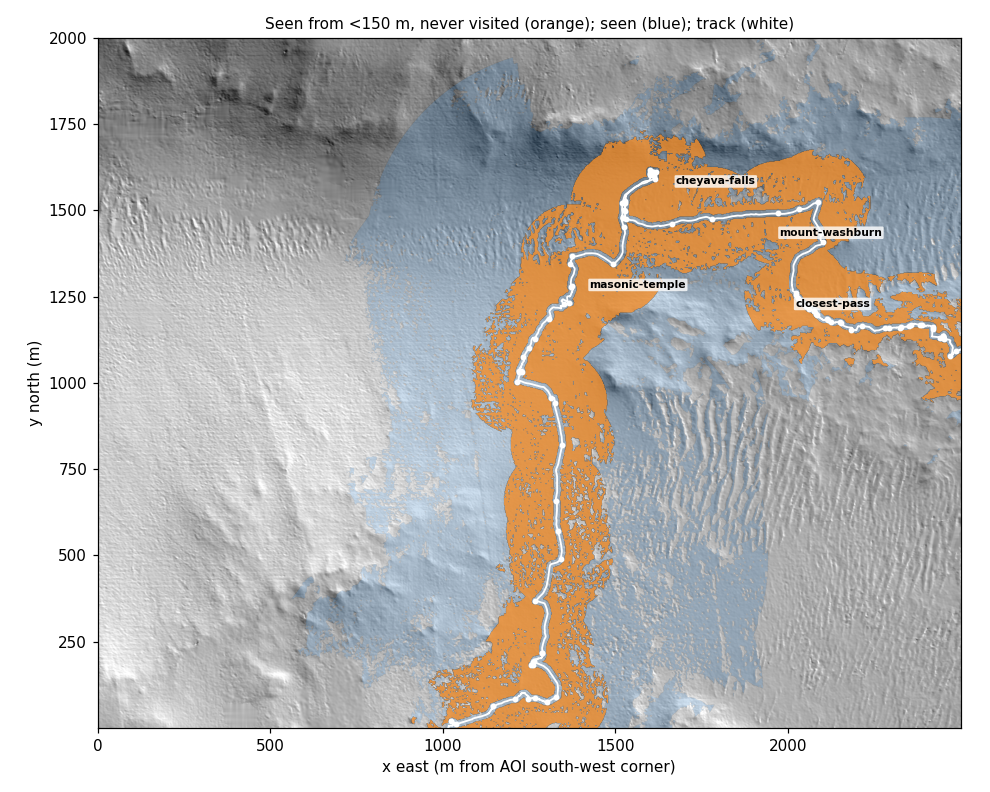 Seen from <150 m, never visited (orange); seen (blue); track (white)
2000
1750
1500
1250
1000
750
500
250
y north (m)
cheyava-falls
mount-washburn
masonic-temple
closest-pass
0
500
1000
1500
2000
x east (m from AOI south-west corner)